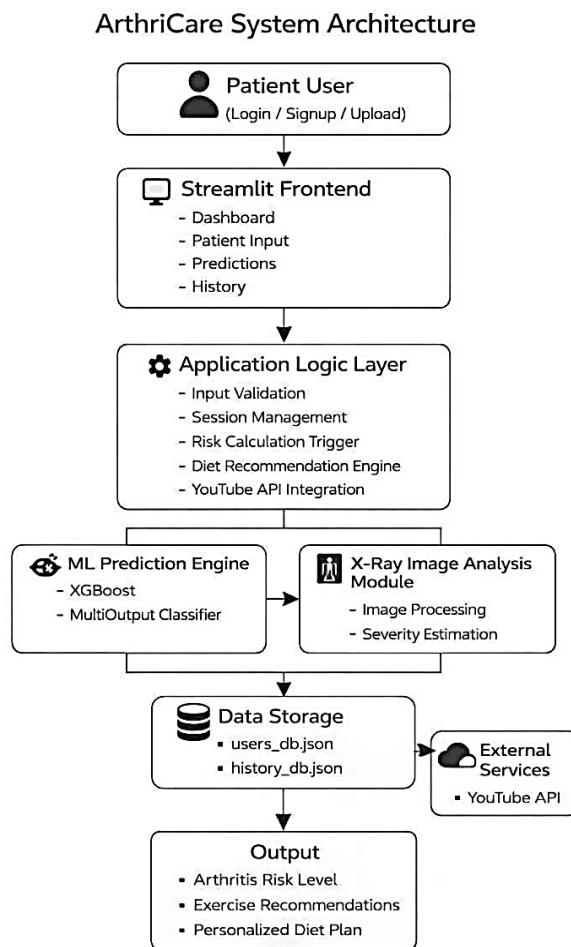 ArthriCare System Architecture
Patient User
(Login / Signup / Upload)
Streamlit Frontend
- Dashboard
- Patient Input
- Predictions
- History
Application Logic Layer
- Input Validation
- Session Management
- Risk Calculation Trigger
- Diet Recommendation Engine
- YouTube API Integration
ML Prediction Engine
- XGBoost
- MultiOutput Classifier
X-Ray Image Analysis
Module
- Image Processing
- Severity Estimation
Data Storage
▪ users_db.json
▪ history_db.json
External
Services
▪ YouTube API
Output
▪ Arthritis Risk Level
▪ Exercise Recommendations
▪ Personalized Diet Plan